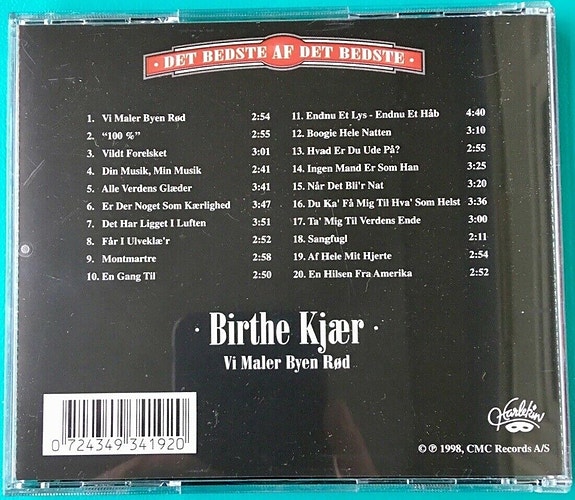 · DET BEDSTE AF DET BEDSTE ·
1. Vi Maler Byen Rød 2:54
2. “100 %” 2:55
3. Vildt Forelsket 3:01
4. Din Musik, Min Musik 2:41
5. Alle Verdens Glæder 3:41
6. Er Der Noget Som Kærlighed 3:47
7. Det Har Ligget I Luften 3:51
8. Får I Ulveklæ'r 2:52
9. Montmartre 2:58
10. En Gang Til 2:50
11. Endnu Et Lys - Endnu Et Håb 4:40
12. Boogie Hele Natten 3:10
13. Hvad Er Du Ude På? 2:55
14. Ingen Mand Er Som Han 3:25
15. Når Det Bli'r Nat 3:20
16. Du Ka' Få Mig Til Hva' Som Helst 3:36
17. Ta' Mig Til Verdens Ende 3:00
18. Sangfugl 2:11
19. Af Hele Mit Hjerte 2:54
20. En Hilsen Fra Amerika 2:52
· Birthe Kjær ·
Vi Maler Byen Rød
0 724349 341920
Harlekin
© ℗ 1998, CMC Records A/S